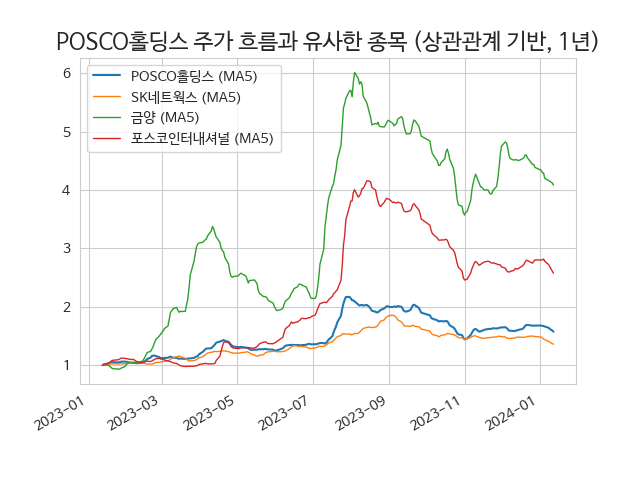 POSCO홀딩스 주가 흐름과 유사한 종목 (상관관계 기반, 1년)
POSCO홀딩스 (MA5)
SK네트웍스 (MA5)
금양 (MA5)
포스코인터내셔널 (MA5)
6
5
4
3
2
1
2023-01
2023-03
2023-05
2023-07
2023-09
2023-11
2024-01